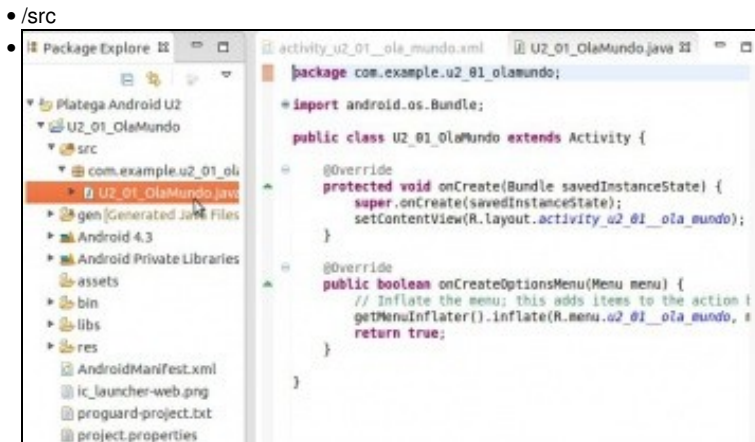 • /src
•
Package Explore
Platega Android U2
U2_01_OlaMundo
src
com.example.u2_01_ol
U2_01_OlaMundo.java
gen [Generated Java Files
Android 4.3
Android Private Libraries
assets
bin
libs
res
AndroidManifest.xml
ic_launcher-web.png
proguard-project.txt
project.properties
activity_u2_01__ola_mundo.xml
U2_01_OlaMundo.java
package com.example.u2_01_olamundo;
import android.os.Bundle;
public class U2_01_OlaMundo extends Activity {
@Override
protected void onCreate(Bundle savedInstanceState) {
super.onCreate(savedInstanceState);
setContentView(R.layout.activity_u2_01__ola_mundo);
}
@Override
public boolean onCreateOptionsMenu(Menu menu) {
// Inflate the menu; this adds items to the action
getMenuInflater().inflate(R.menu.u2_01__ola_mundo,
return true;
}
}